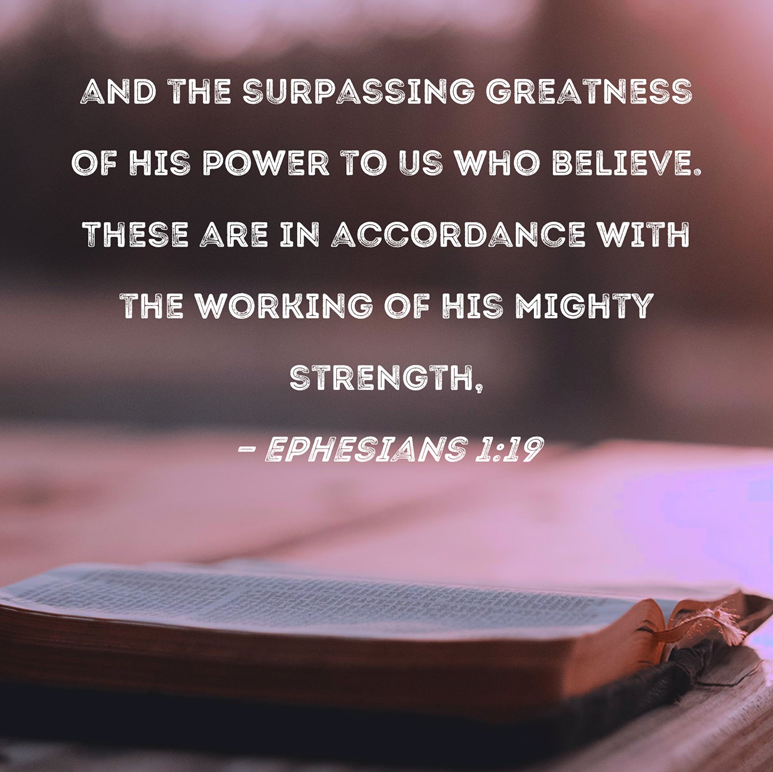 AND THE SURPASSING GREATNESS
OF HIS POWER TO US WHO BELIEVE.
THESE ARE IN ACCORDANCE WITH
THE WORKING OF HIS MIGHTY
STRENGTH,
– EPHESIANS 1:19